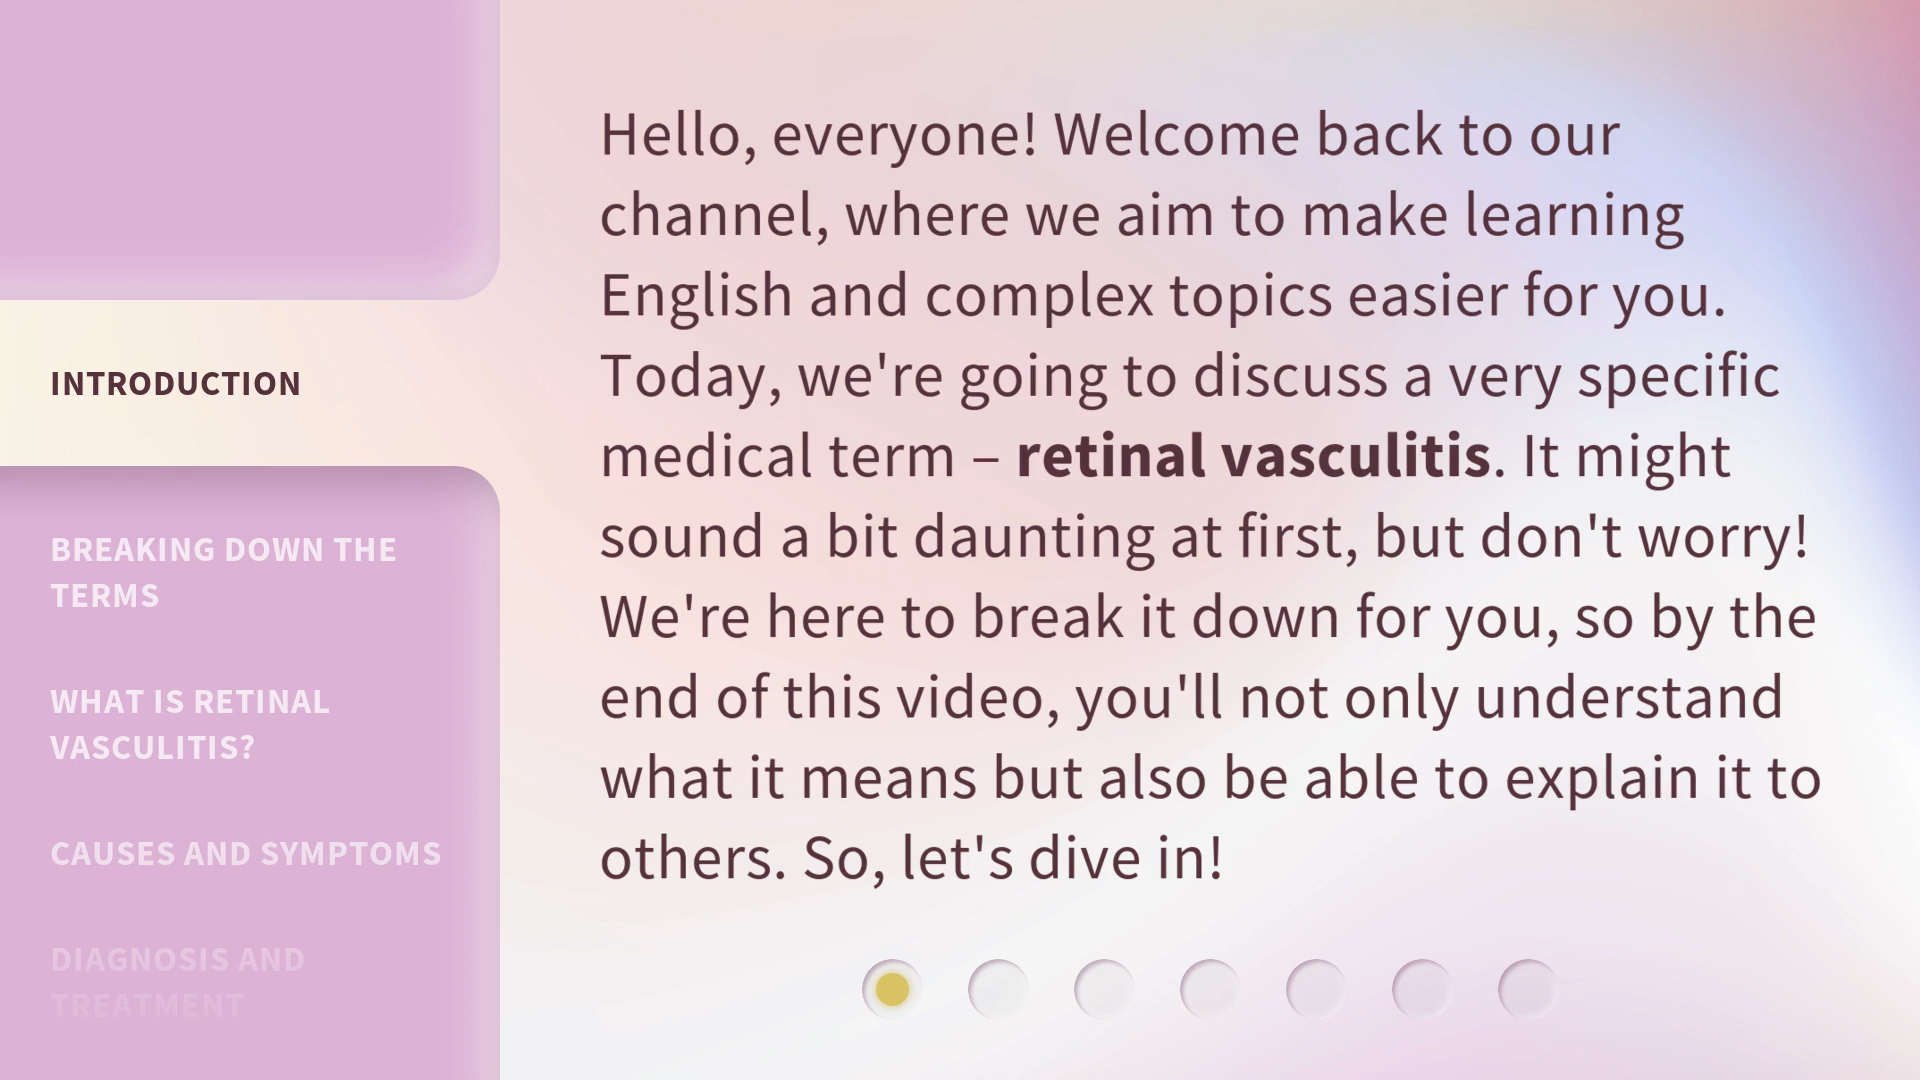 INTRODUCTION
BREAKING DOWN THE
TERMS
WHAT IS RETINAL
VASCULITIS?
CAUSES AND SYMPTOMS
DIAGNOSIS AND
TREATMENT
Hello, everyone! Welcome back to our
channel, where we aim to make learning
English and complex topics easier for you.
Today, we're going to discuss a very specific
medical term – retinal vasculitis. It might
sound a bit daunting at first, but don't worry!
We're here to break it down for you, so by the
end of this video, you'll not only understand
what it means but also be able to explain it to
others. So, let's dive in!